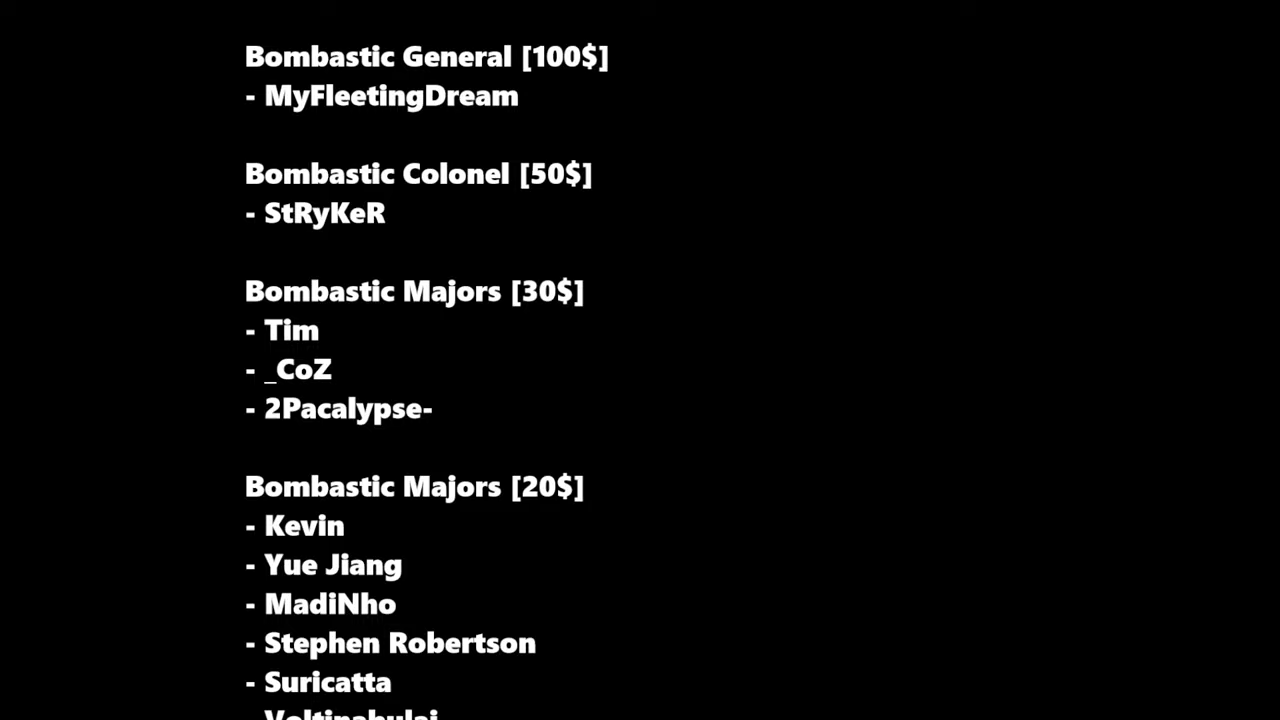 Bombastic General [100$]
- MyFleetingDream
Bombastic Colonel [50$]
- StRyKeR
Bombastic Majors [30$]
- Tim
- _CoZ
- 2Pacalypse-
Bombastic Majors [20$]
- Kevin
- Yue Jiang
- MadiNho
- Stephen Robertson
- Suricatta